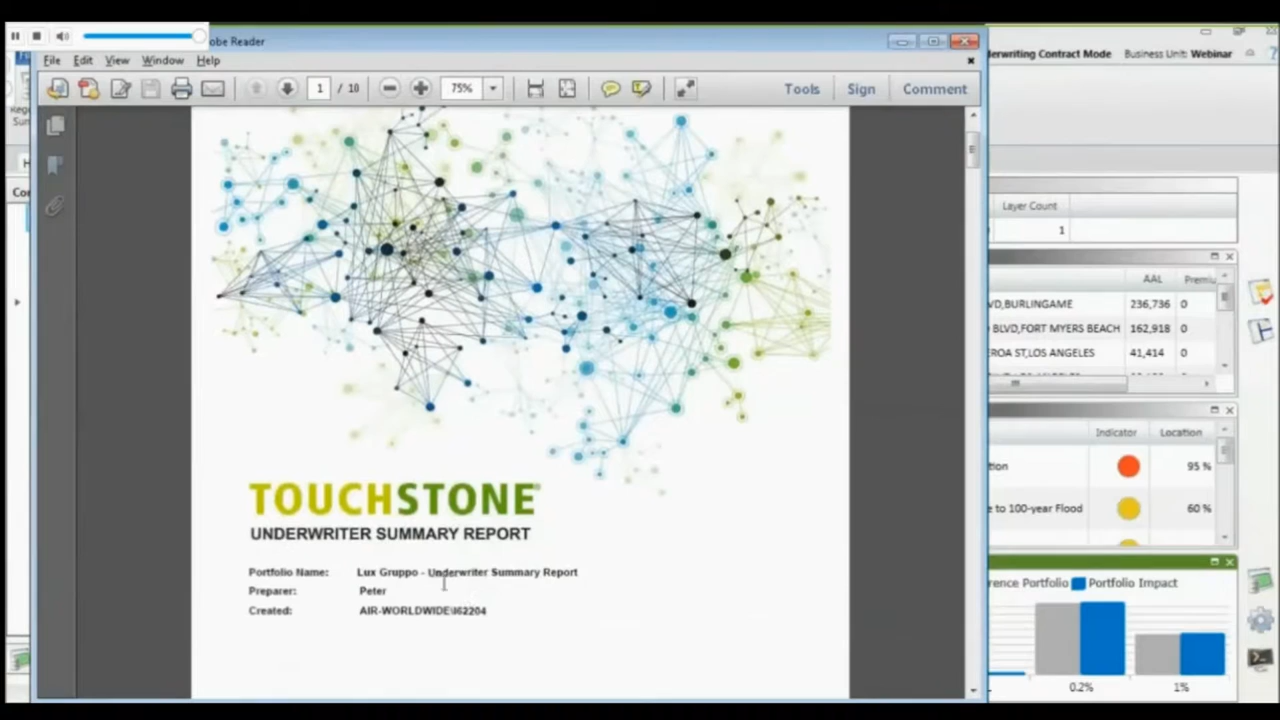 obe Reader
File Edit View Window Help
1 / 10
75%
Tools Sign Comment
TOUCHSTONE
UNDERWRITER SUMMARY REPORT
Portfolio Name: Lux Gruppo - Underwriter Summary Report
Preparer: Peter
Created: AIR-WORLDWIDE\I62204
derwriting Contract Mode Business Unit: Webinar
Layer Count
1
AAL Premiu
VD,BURLINGAME 236,736 0
BLVD,FORT MYERS BEACH 162,918 0
EROA ST,LOS ANGELES 41,414 0
Indicator Location
tion 95 %
e to 100-year Flood 60 %
erence Portfolio Portfolio Impact
0.2% 1%